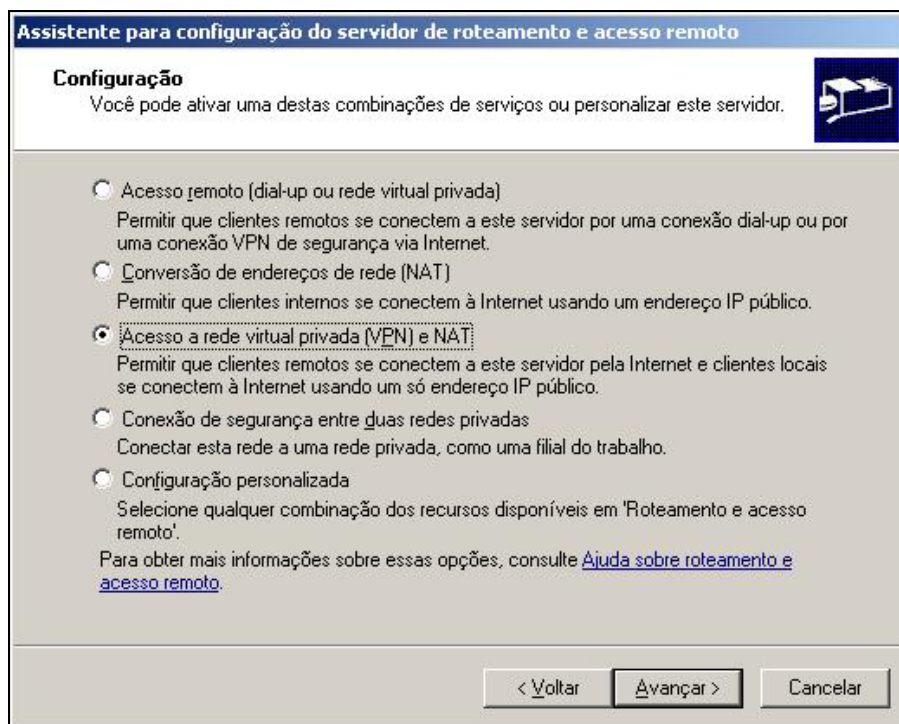 Assistente para configuração do servidor de roteamento e acesso remoto
Configuração
Você pode ativar uma destas combinações de serviços ou personalizar este servidor.
Acesso remoto (dial-up ou rede virtual privada)
Permitir que clientes remotos se conectem a este servidor por uma conexão dial-up ou por
uma conexão VPN de segurança via Internet.
Conversão de endereços de rede (NAT)
Permitir que clientes internos se conectem à Internet usando um endereço IP público.
Acesso a rede virtual privada (VPN) e NAT
Permitir que clientes remotos se conectem a este servidor pela Internet e clientes locais
se conectem à Internet usando um só endereço IP público.
Conexão de segurança entre duas redes privadas
Conectar esta rede a uma rede privada, como uma filial do trabalho.
Configuração personalizada
Selecione qualquer combinação dos recursos disponíveis em 'Roteamento e acesso
remoto'.
Para obter mais informações sobre essas opções, consulte Ajuda sobre roteamento e
acesso remoto.
< Voltar
Avançar >
Cancelar